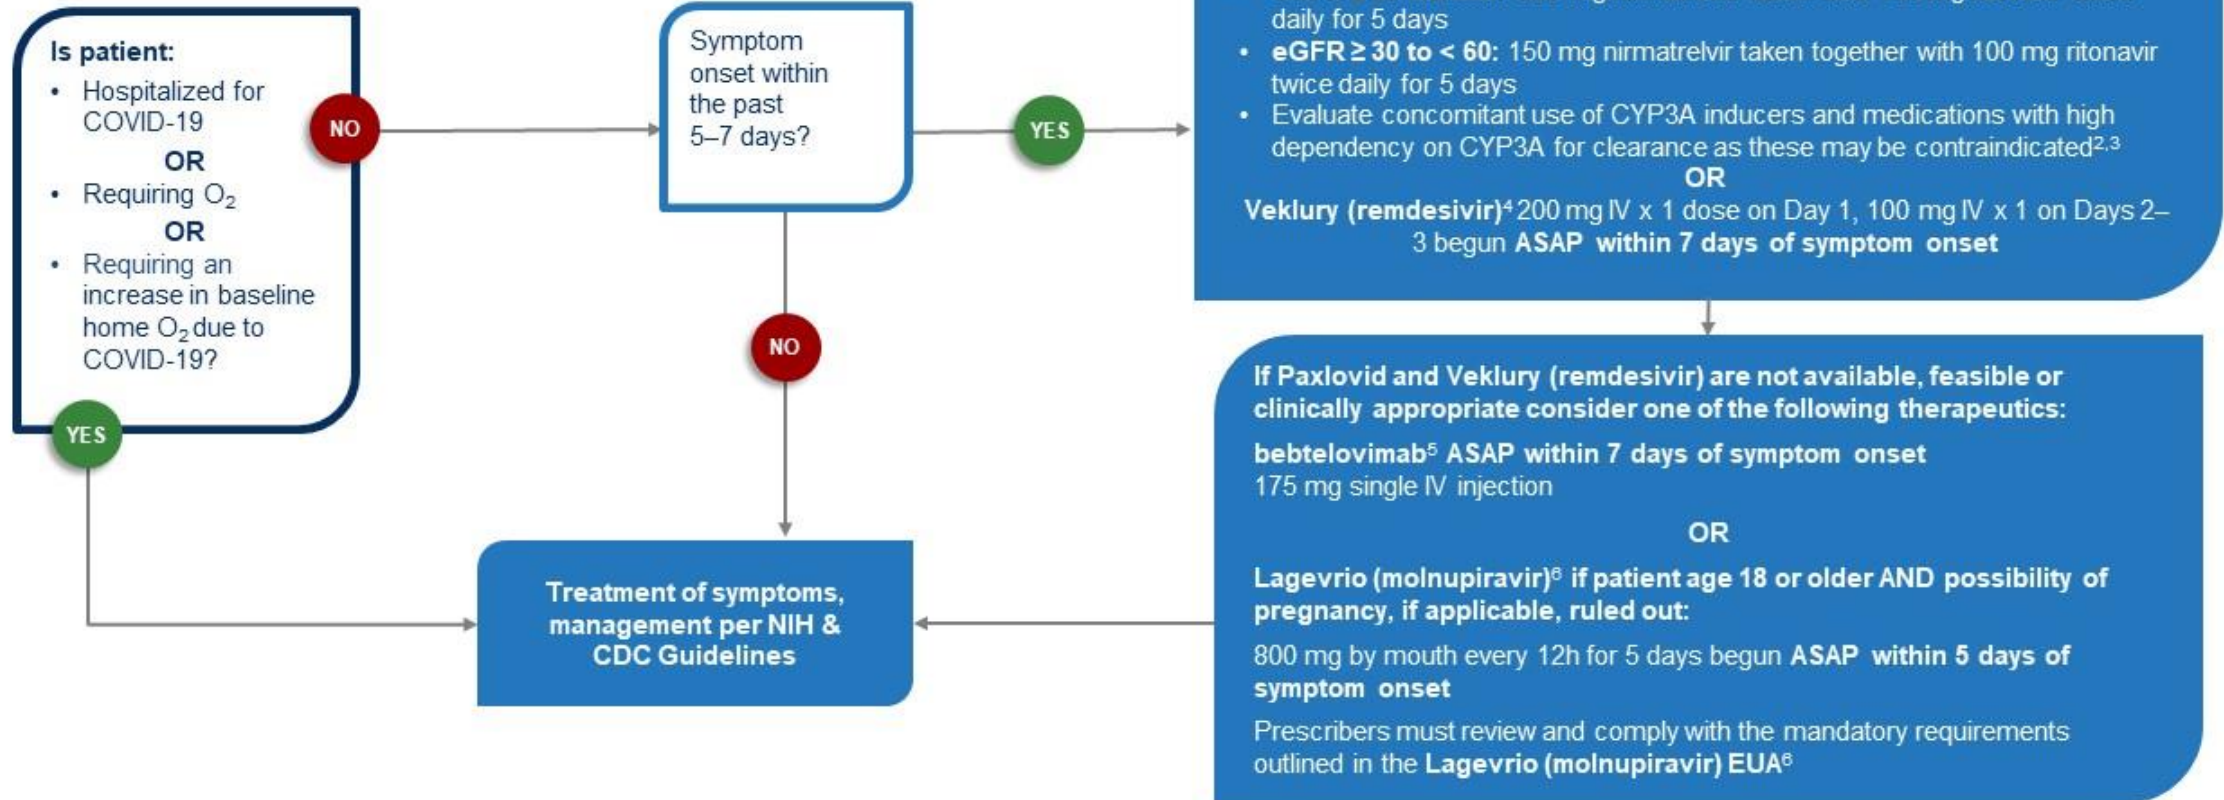 Is patient:
• Hospitalized for
COVID-19
OR
• Requiring O₂
OR
• Requiring an
increase in baseline
home O₂ due to
COVID-19?
NO
YES
Symptom
onset within
the past
5–7 days?
YES
NO
daily for 5 days
• eGFR ≥ 30 to < 60: 150 mg nirmatrelvir taken together with 100 mg ritonavir
twice daily for 5 days
• Evaluate concomitant use of CYP3A inducers and medications with high
dependency on CYP3A for clearance as these may be contraindicated²,³
OR
Veklury (remdesivir)⁴ 200 mg IV x 1 dose on Day 1, 100 mg IV x 1 on Days 2–
3 begun ASAP within 7 days of symptom onset
If Paxlovid and Veklury (remdesivir) are not available, feasible or
clinically appropriate consider one of the following therapeutics:
bebtelovimab⁵ ASAP within 7 days of symptom onset
175 mg single IV injection
OR
Lagevrio (molnupiravir)⁶ if patient age 18 or older AND possibility of
pregnancy, if applicable, ruled out:
800 mg by mouth every 12h for 5 days begun ASAP within 5 days of
symptom onset
Prescribers must review and comply with the mandatory requirements
outlined in the Lagevrio (molnupiravir) EUA⁶
Treatment of symptoms,
management per NIH &
CDC Guidelines